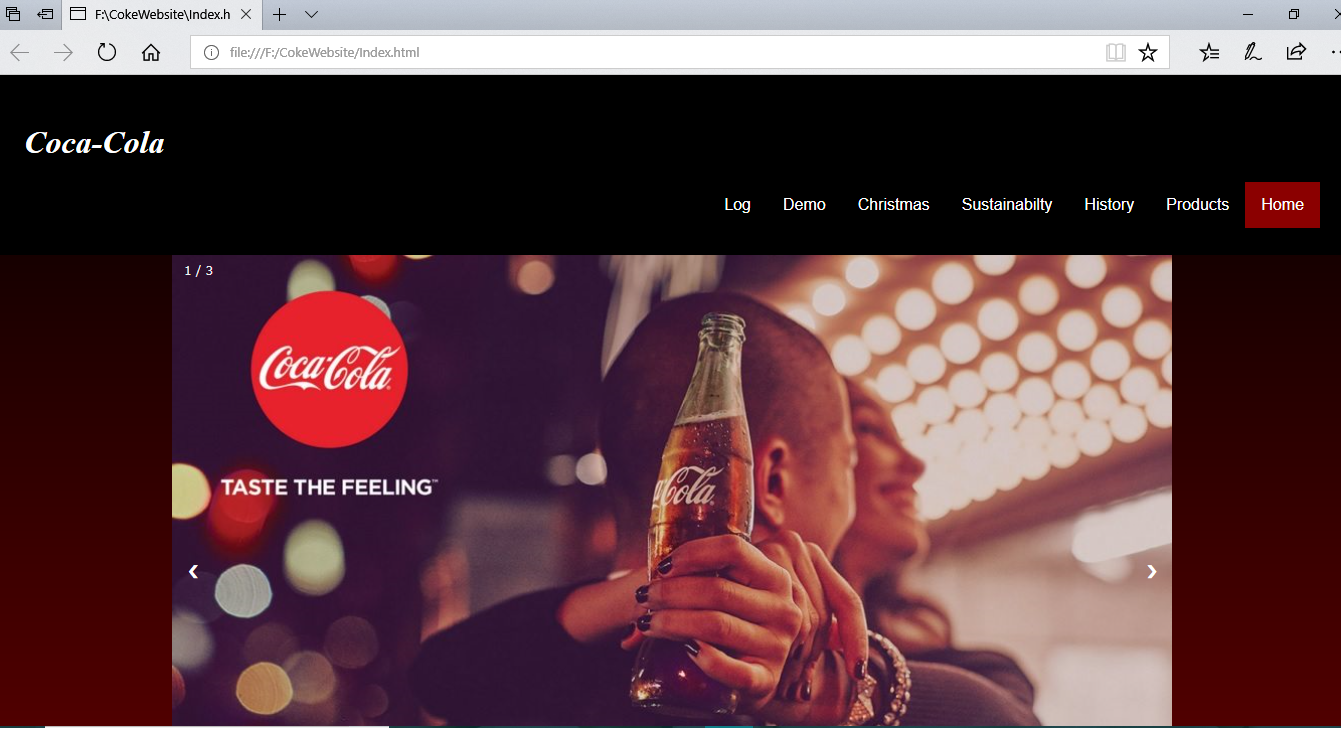 F:\CokeWebsite\Index.h
file:///F:/CokeWebsite/Index.html
Coca-Cola
Log Demo Christmas Sustainabilty History Products Home
1 / 3
Coca-Cola
TASTE THE FEELING™
a-Cola
❮ ❯